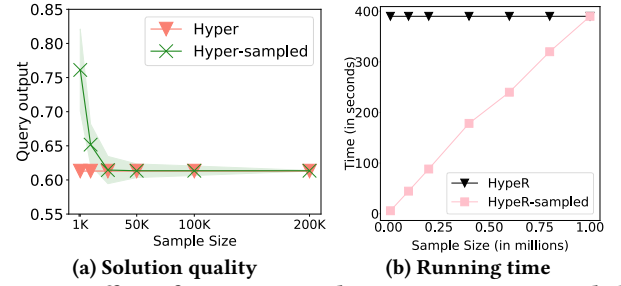 0.85
0.80
0.75
0.70
0.65
0.60
0.55
Query output
Hyper
Hyper-sampled
1K
50K
100K
200K
Sample Size
(a) Solution quality
400
300
200
100
0
Time (in seconds)
HypeR
HypeR-sampled
0.00
0.25
0.50
0.75
1.00
Sample Size (in millions)
(b) Running time